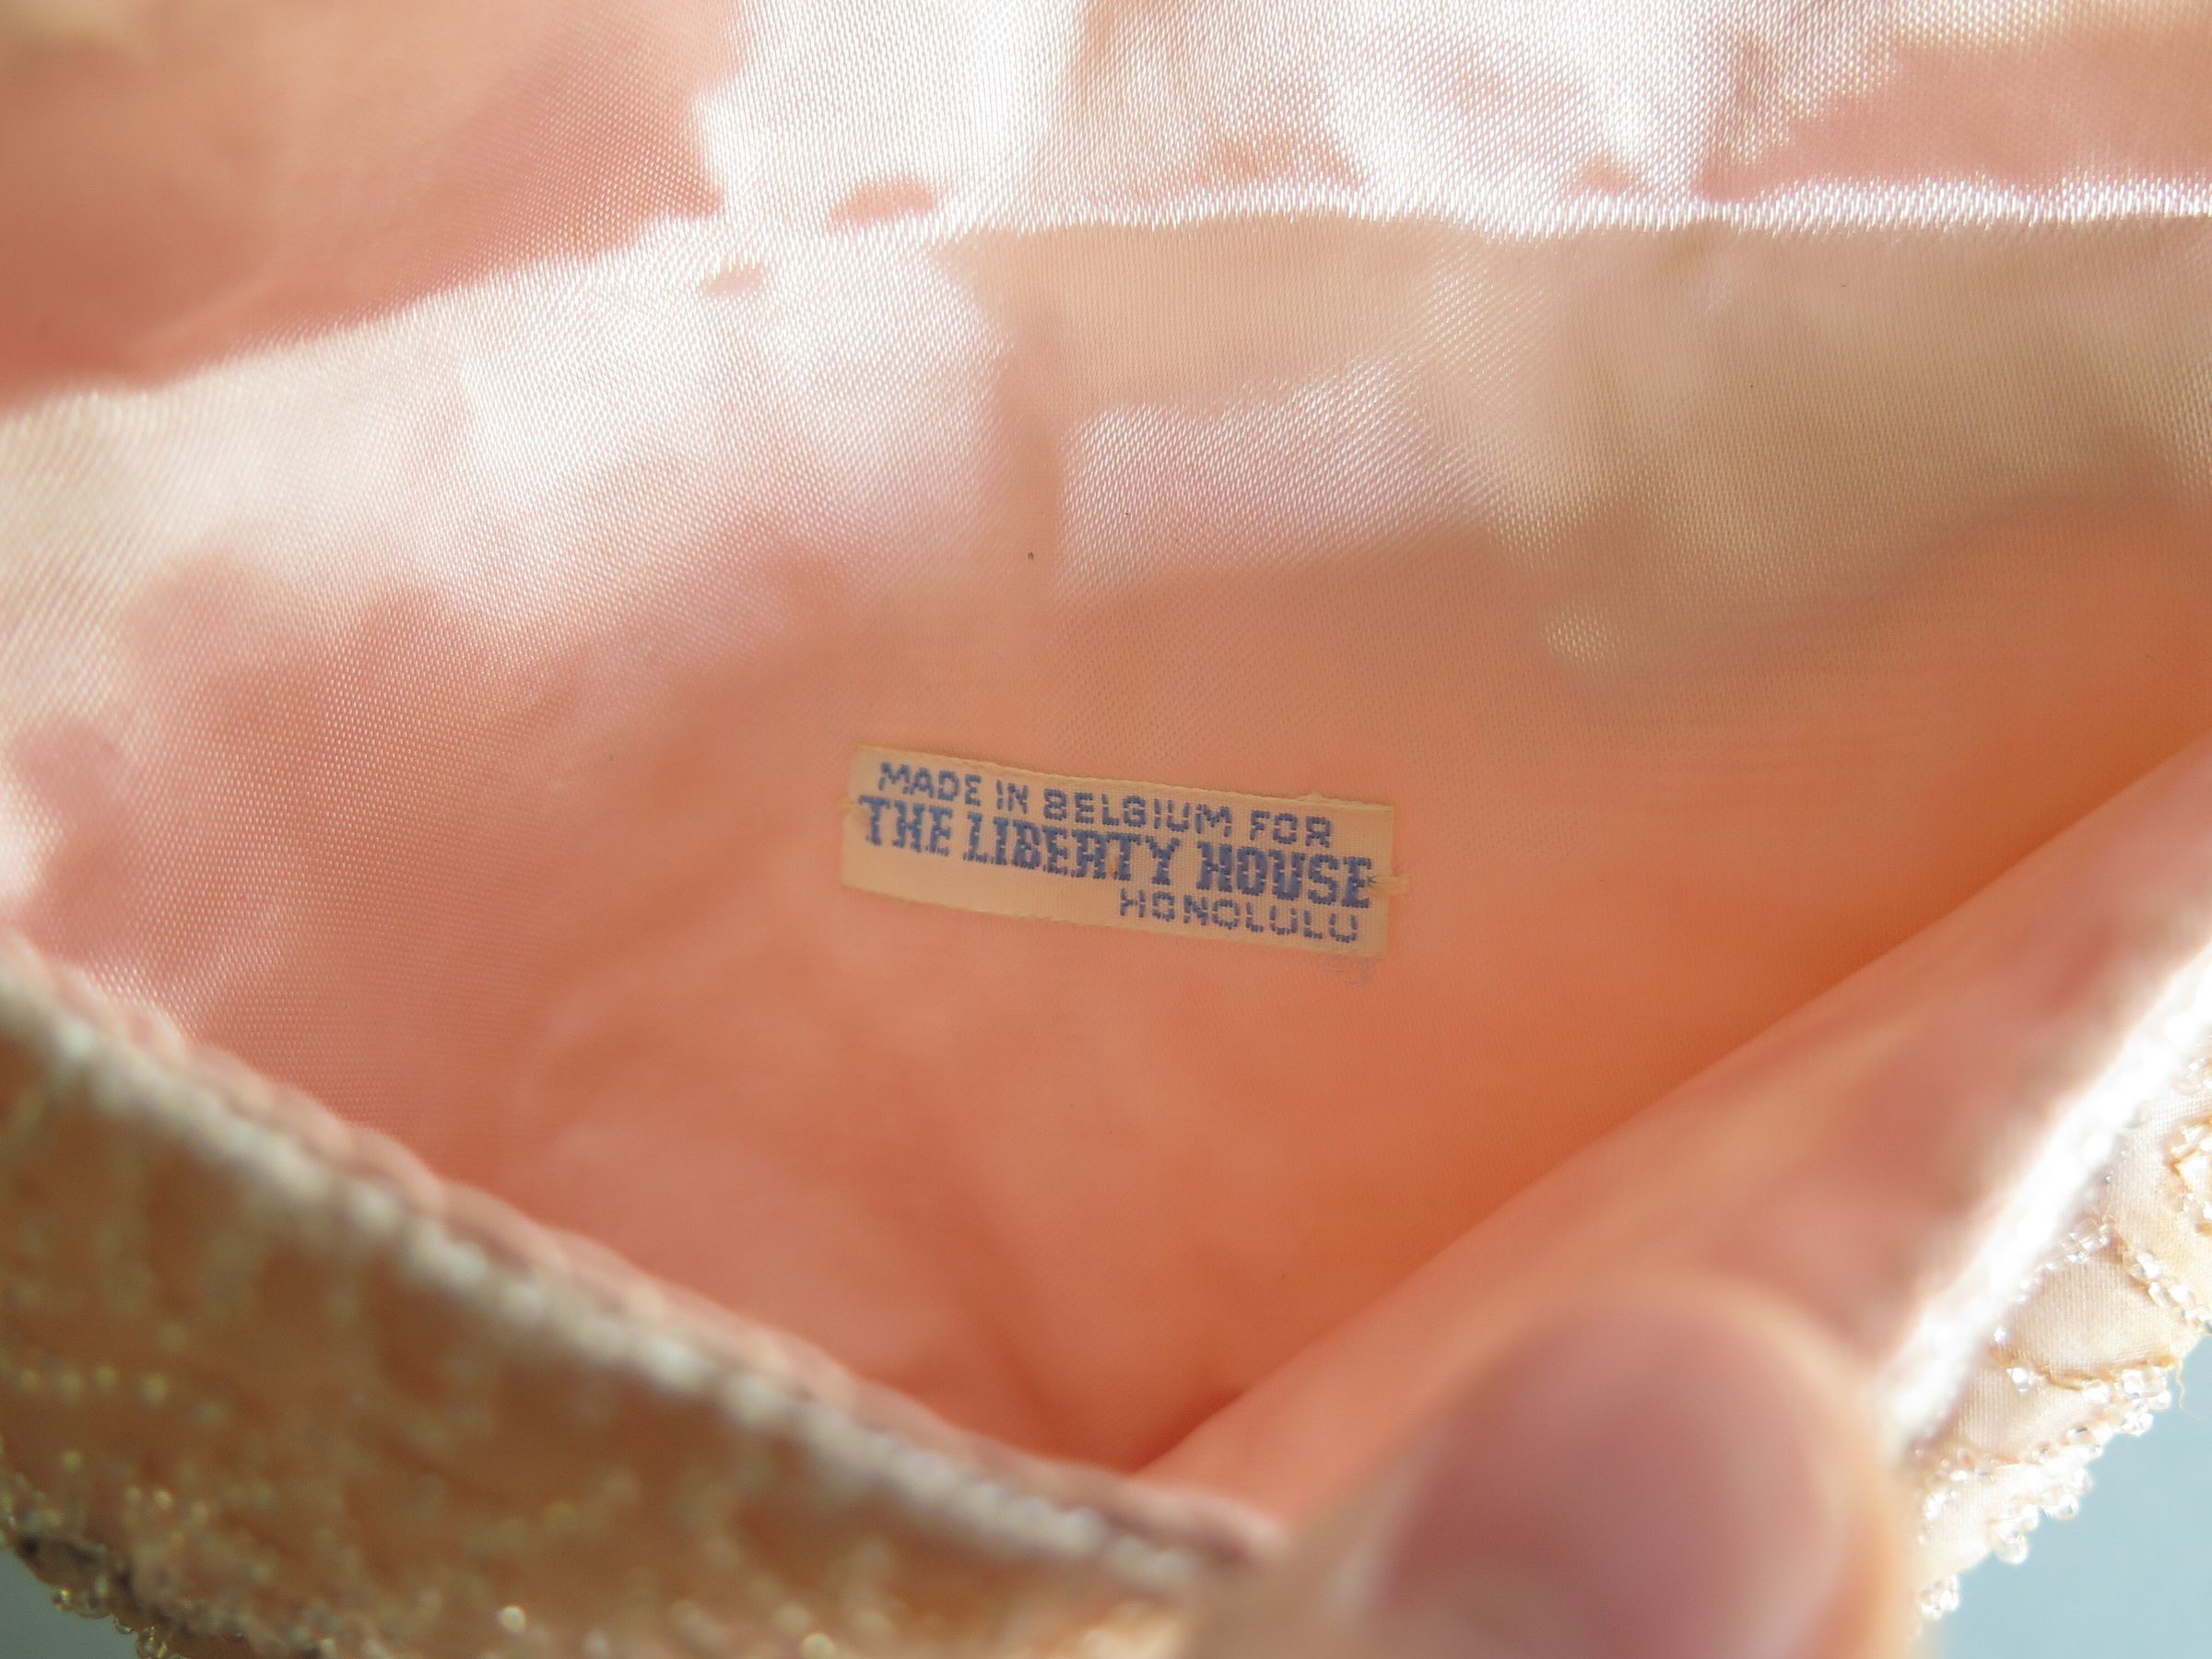 MADE IN BELGIUM FOR
THE LIBERTY HOUSE
HONOLULU